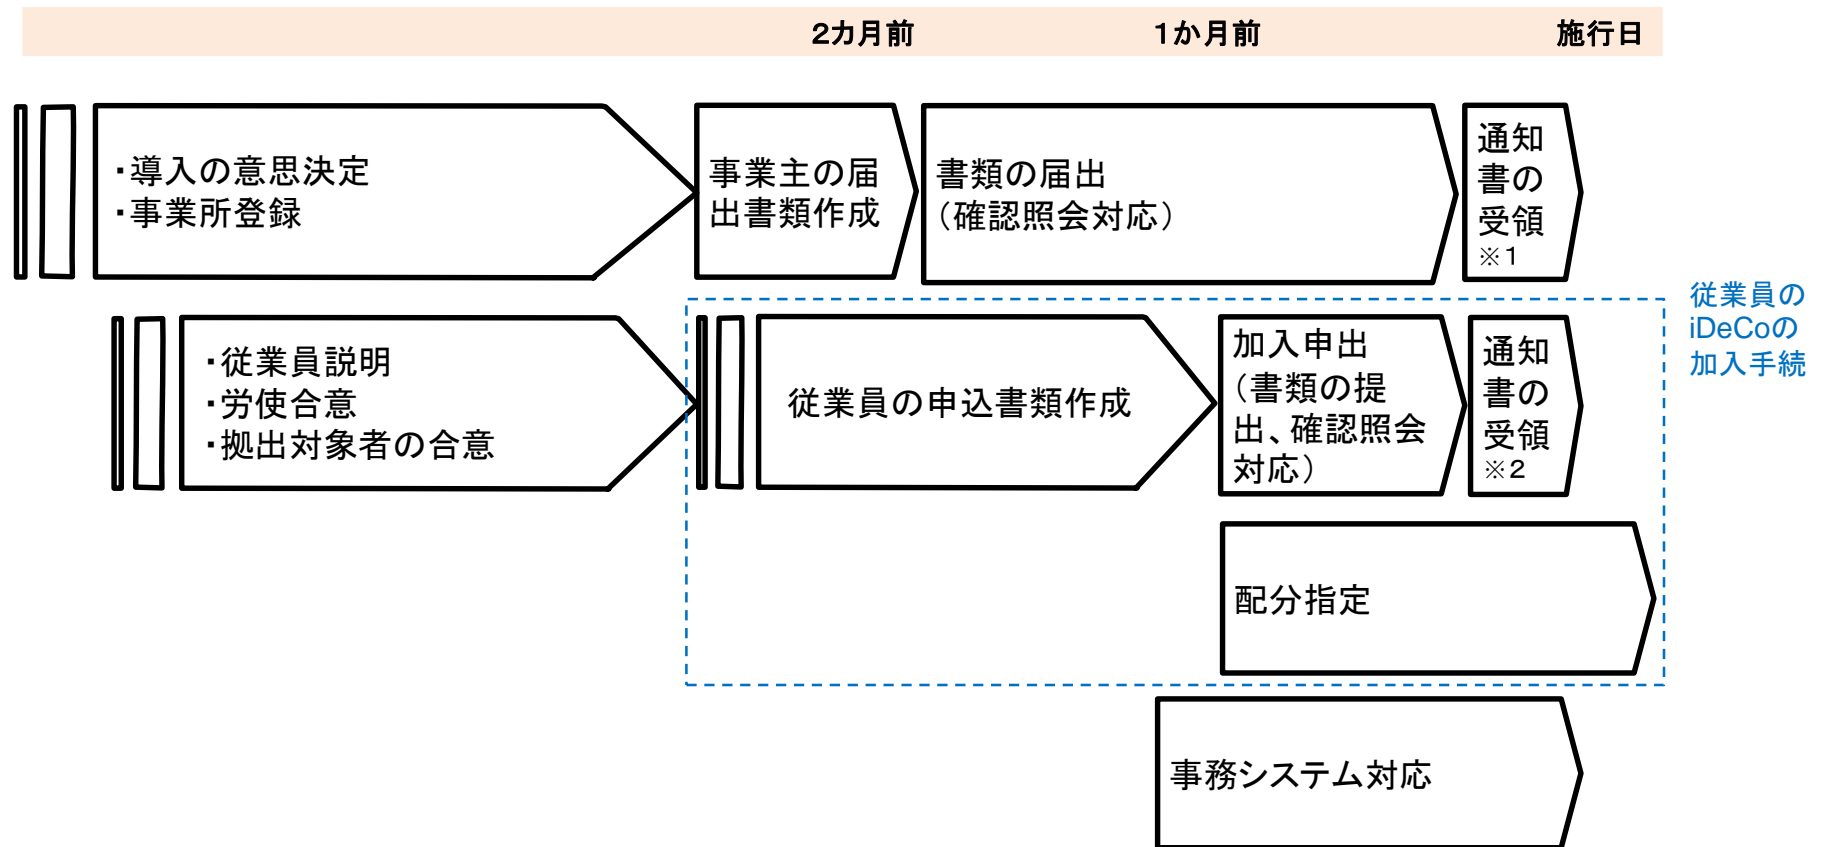 2カ月前
1か月前
施行日
・導入の意思決定
・事業所登録
事業主の届
出書類作成
書類の届出
（確認照会対応）
通知
書の
受領
※1
・従業員説明
・労使合意
・拠出対象者の合意
従業員の申込書類作成
加入申出
（書類の提
出、確認照会
対応）
通知
書の
受領
※2
従業員の
iDeCoの
加入手続
配分指定
事務システム対応